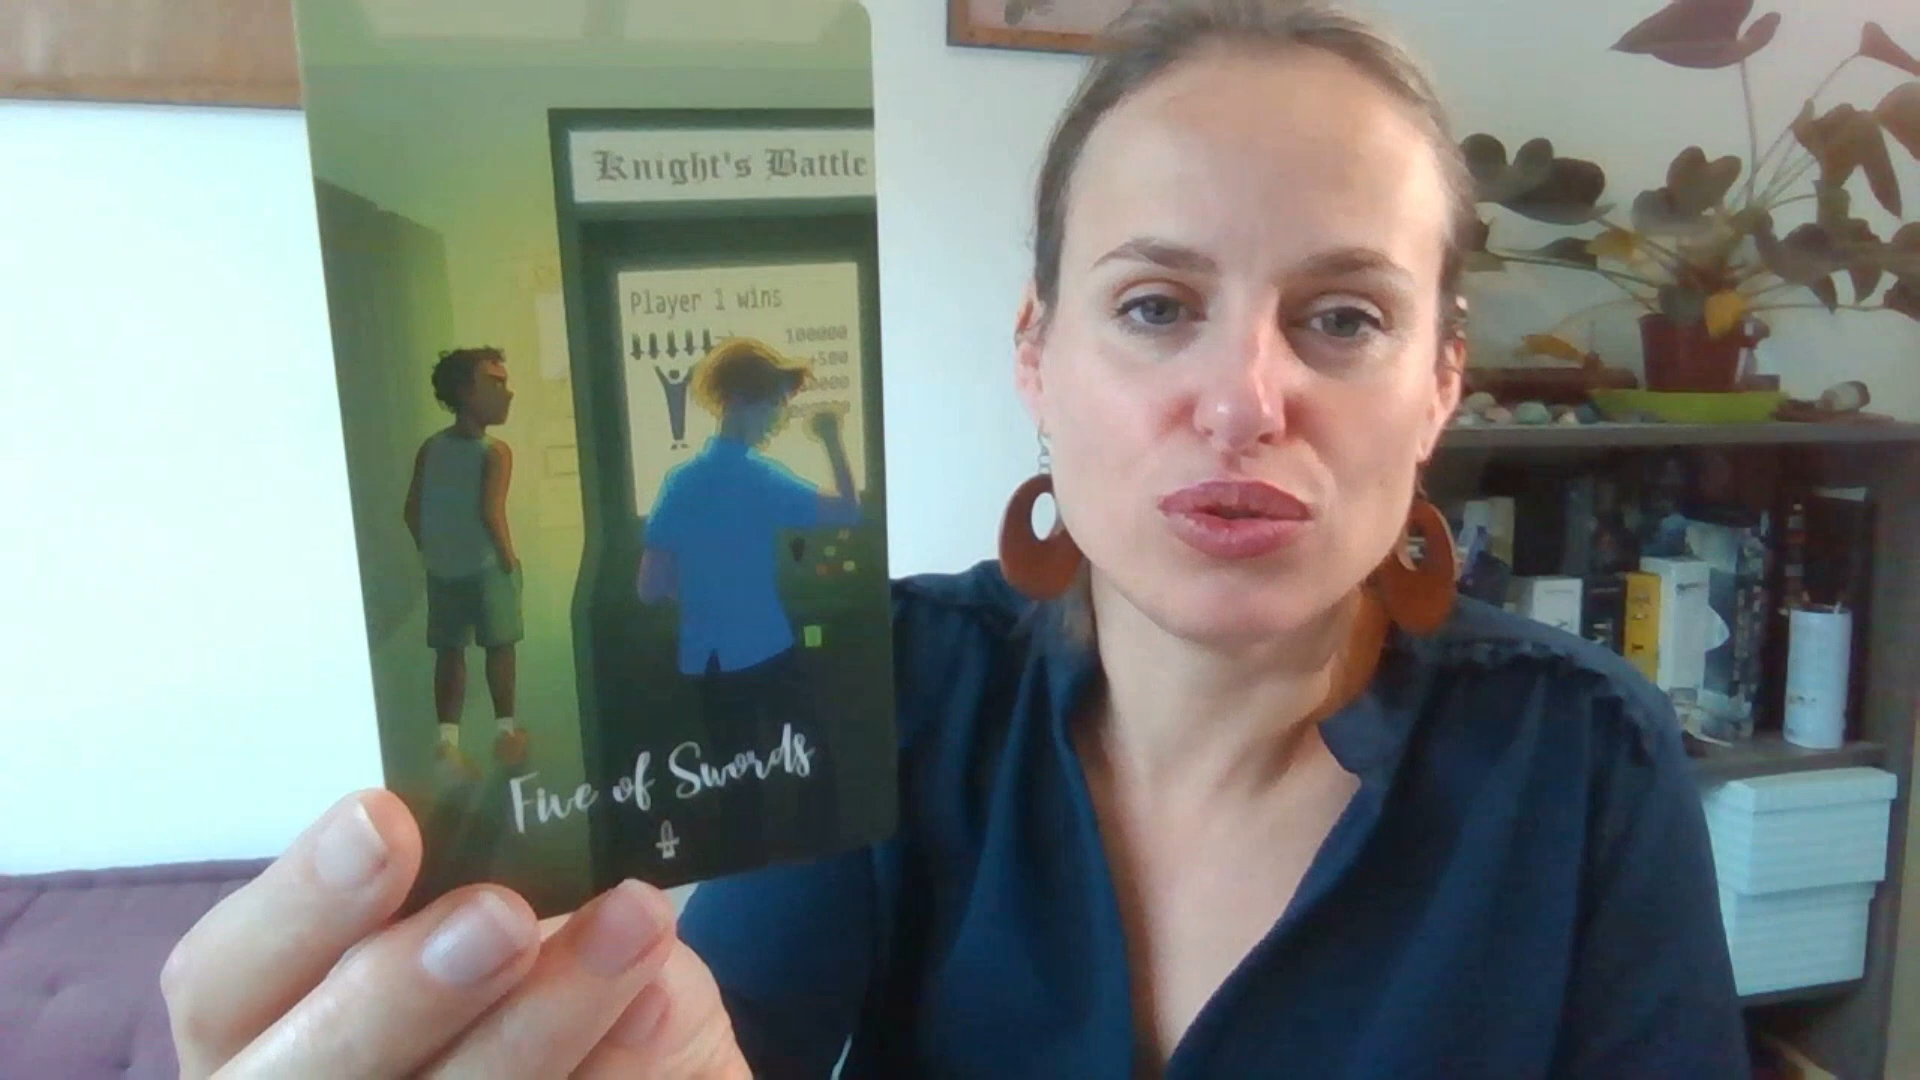 Knight's Battle
Player 1 wins
100000
+500
Five of Swords